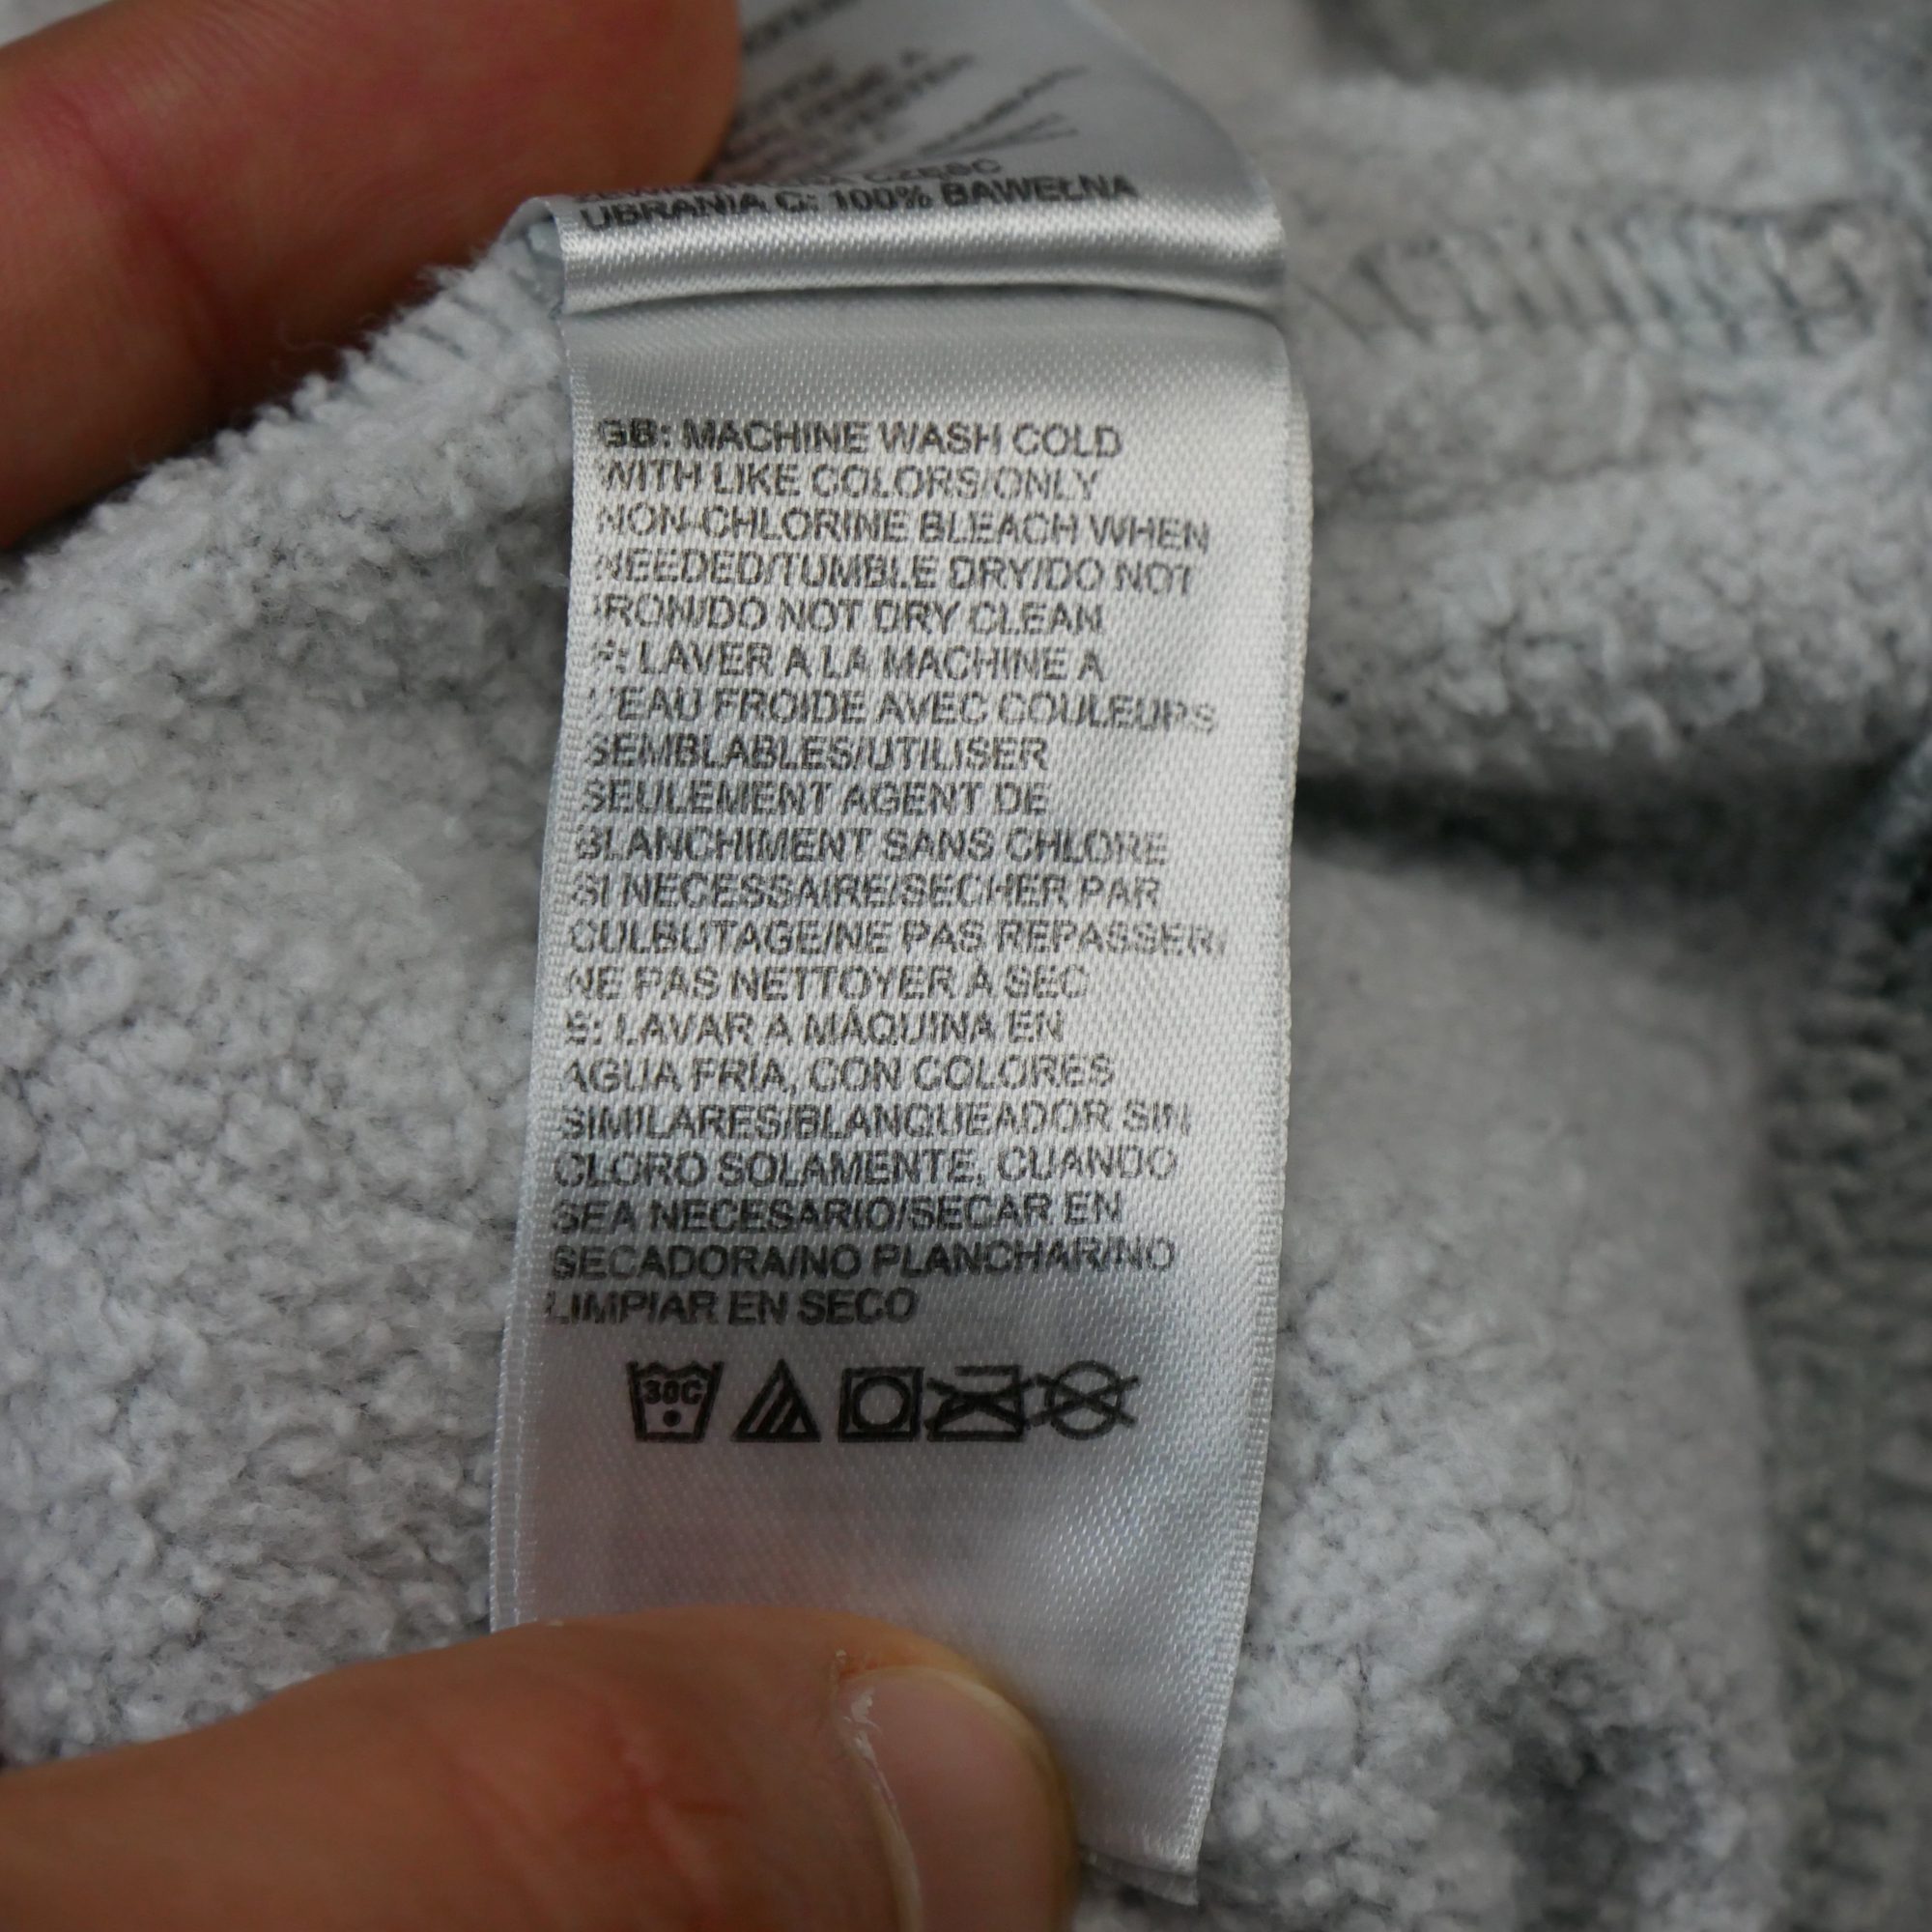 UBRANIA C: 100% BAWEŁNA
GB: MACHINE WASH COLD
WITH LIKE COLORS/ONLY
NON-CHLORINE BLEACH WHEN
NEEDED/TUMBLE DRY/DO NOT
IRON/DO NOT DRY CLEAN
F: LAVER A LA MACHINE A
L'EAU FROIDE AVEC COULEURS
SEMBLABLES/UTILISER
SEULEMENT AGENT DE
BLANCHIMENT SANS CHLORE
SI NECESSAIRE/SECHER PAR
CULBUTAGE/NE PAS REPASSER/
NE PAS NETTOYER À SEC
E: LAVAR A MÁQUINA EN
AGUA FRÍA, CON COLORES
SIMILARES/BLANQUEADOR SIN
CLORO SOLAMENTE, CUANDO
SEA NECESARIO/SECAR EN
SECADORA/NO PLANCHAR/NO
LIMPIAR EN SECO
30C